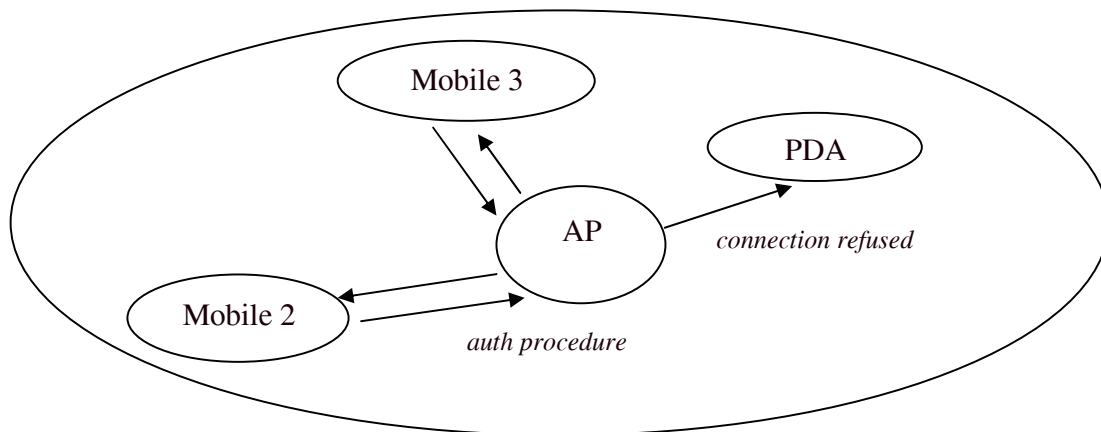 Mobile 3
PDA
AP
connection refused
Mobile 2
auth procedure